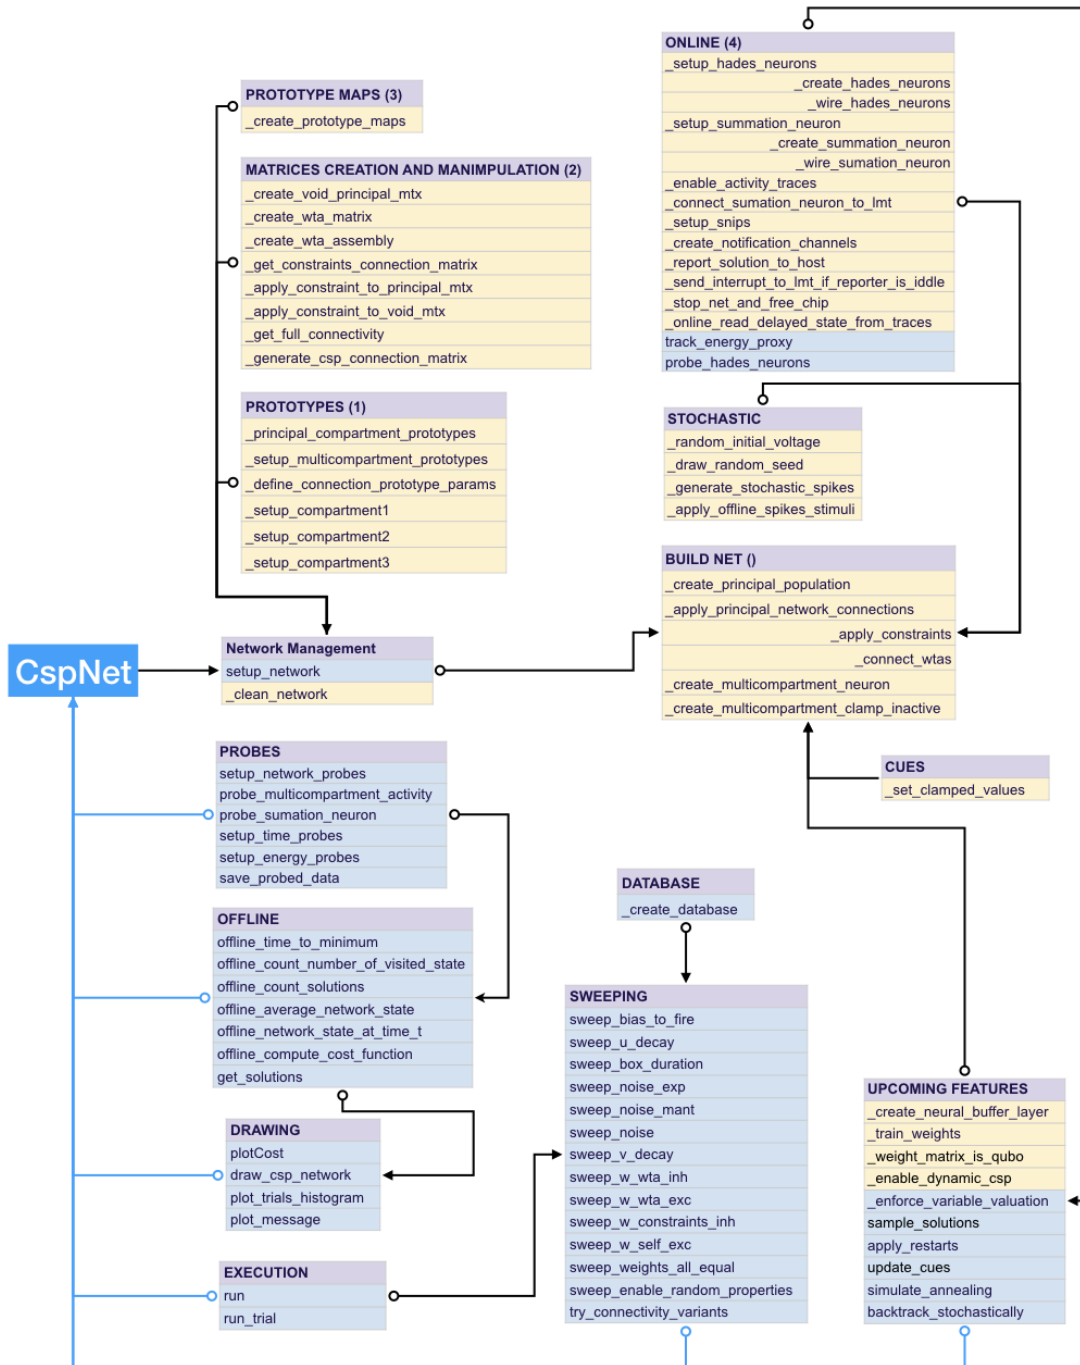 PROTOTYPE MAPS (3)
_create_prototype_maps
MATRICES CREATION AND MANIMPULATION (2)
_create_void_principal_mtx
_create_wta_matrix
_create_wta_assembly
_get_constraints_connection_matrix
_apply_constraint_to_principal_mtx
_apply_constraint_to_void_mtx
_get_full_connectivity
_generate_csp_connection_matrix
PROTOTYPES (1)
_principal_compartment_prototypes
_setup_multicompartment_prototypes
_define_connection_prototype_params
_setup_compartment1
_setup_compartment2
_setup_compartment3
ONLINE (4)
_setup_hades_neurons
_create_hades_neurons
_wire_hades_neurons
_setup_summation_neuron
_create_summation_neuron
_wire_sumation_neuron
_enable_activity_traces
_connect_sumation_neuron_to_lmt
_setup_snips
_create_notification_channels
_report_solution_to_host
_send_interrupt_to_lmt_if_reporter_is_iddle
_stop_net_and_free_chip
_online_read_delayed_state_from_traces
track_energy_proxy
probe_hades_neurons
STOCHASTIC
_random_initial_voltage
_draw_random_seed
_generate_stochastic_spikes
_apply_offline_spikes_stimuli
BUILD NET ()
_create_principal_population
_apply_principal_network_connections
_apply_constraints
_connect_wtas
_create_multicompartment_neuron
_create_multicompartment_clamp_inactive
CspNet
Network Management
setup_network
_clean_network
CUES
_set_clamped_values
PROBES
setup_network_probes
probe_multicompartment_activity
probe_sumation_neuron
setup_time_probes
setup_energy_probes
save_probed_data
OFFLINE
offline_time_to_minimum
offline_count_number_of_visited_state
offline_count_solutions
offline_average_network_state
offline_network_state_at_time_t
offline_compute_cost_function
get_solutions
DRAWING
plotCost
draw_csp_network
plot_trials_histogram
plot_message
EXECUTION
run
run_trial
DATABASE
_create_database
SWEEPING
sweep_bias_to_fire
sweep_u_decay
sweep_box_duration
sweep_noise_exp
sweep_noise_mant
sweep_noise
sweep_v_decay
sweep_w_wta_inh
sweep_w_wta_exc
sweep_w_constraints_inh
sweep_w_self_exc
sweep_weights_all_equal
sweep_enable_random_properties
try_connectivity_variants
UPCOMING FEATURES
_create_neural_buffer_layer
_train_weights
_weight_matrix_is_qubo
_enable_dynamic_csp
_enforce_variable_valuation
sample_solutions
apply_restarts
update_cues
simulate_annealing
backtrack_stochastically